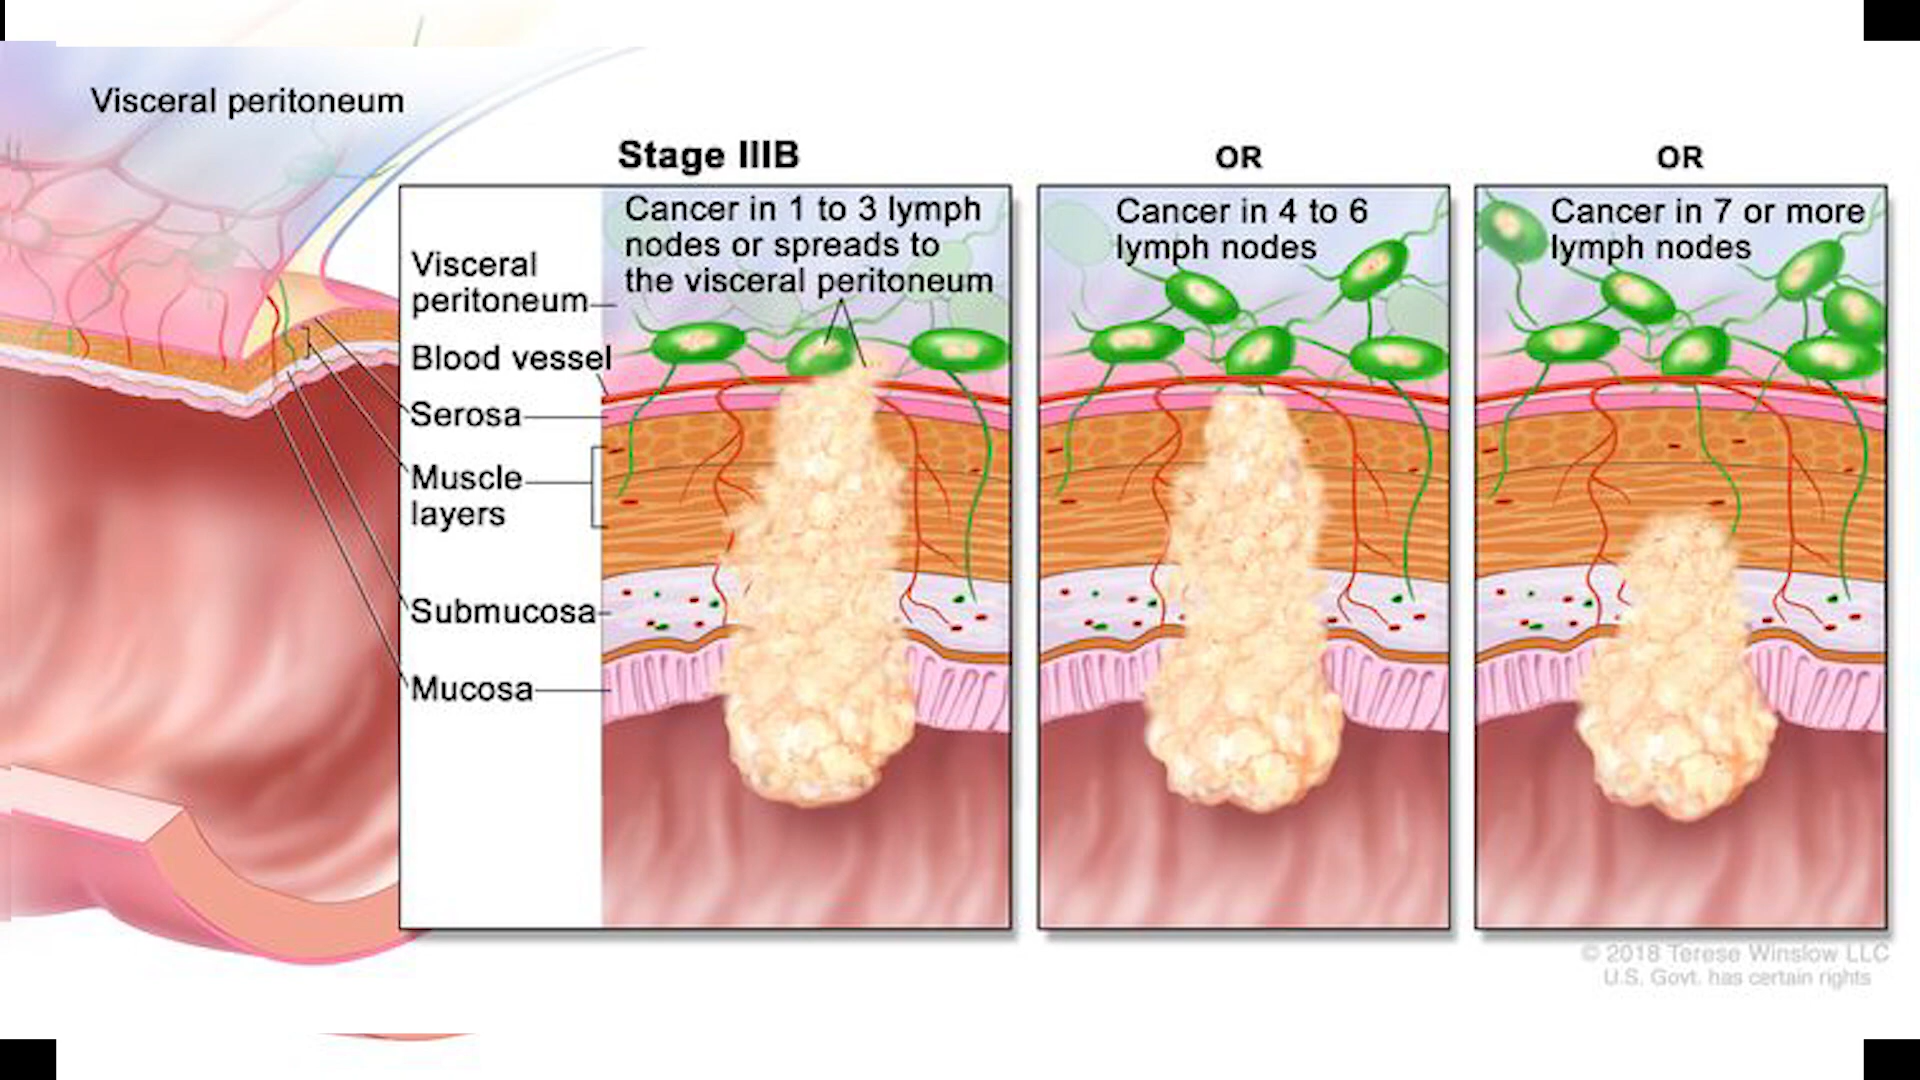 Visceral peritoneum
Stage IIIB
OR
OR
Cancer in 1 to 3 lymph
nodes or spreads to
the visceral peritoneum
Cancer in 4 to 6
lymph nodes
Cancer in 7 or more
lymph nodes
Visceral
peritoneum
Blood vessel
Serosa
Muscle
layers
Submucosa
Mucosa
© 2018 Terese Winslow LLC
U.S. Govt. has certain rights